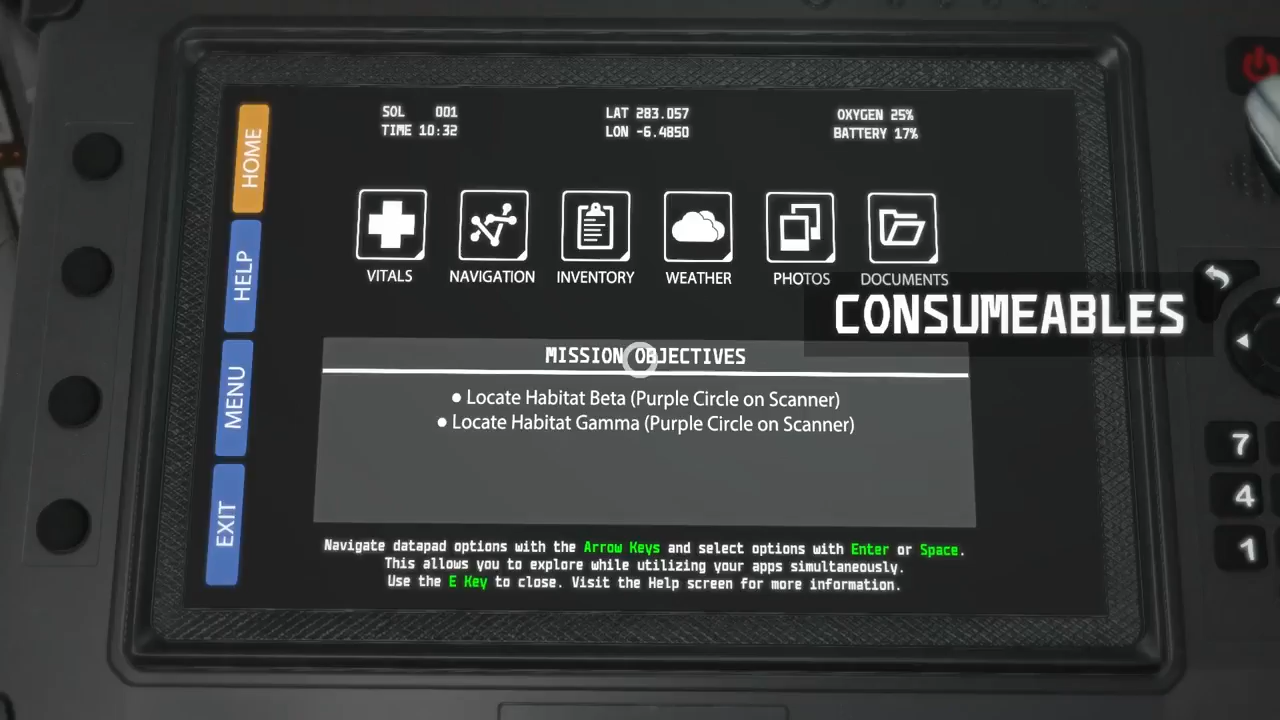 SOL 001
TIME 10:32
LAT 283.057
LON -6.4850
OXYGEN 25%
BATTERY 17%
HOME
HELP
MENU
EXIT
VITALS
NAVIGATION
INVENTORY
WEATHER
PHOTOS
DOCUMENTS
CONSUMEABLES
MISSION OBJECTIVES
• Locate Habitat Beta (Purple Circle on Scanner)
• Locate Habitat Gamma (Purple Circle on Scanner)
Navigate datapad options with the Arrow Keys and select options with Enter or Space.
This allows you to explore while utilizing your apps simultaneously.
Use the E Key to close. Visit the Help screen for more information.
7
4
1